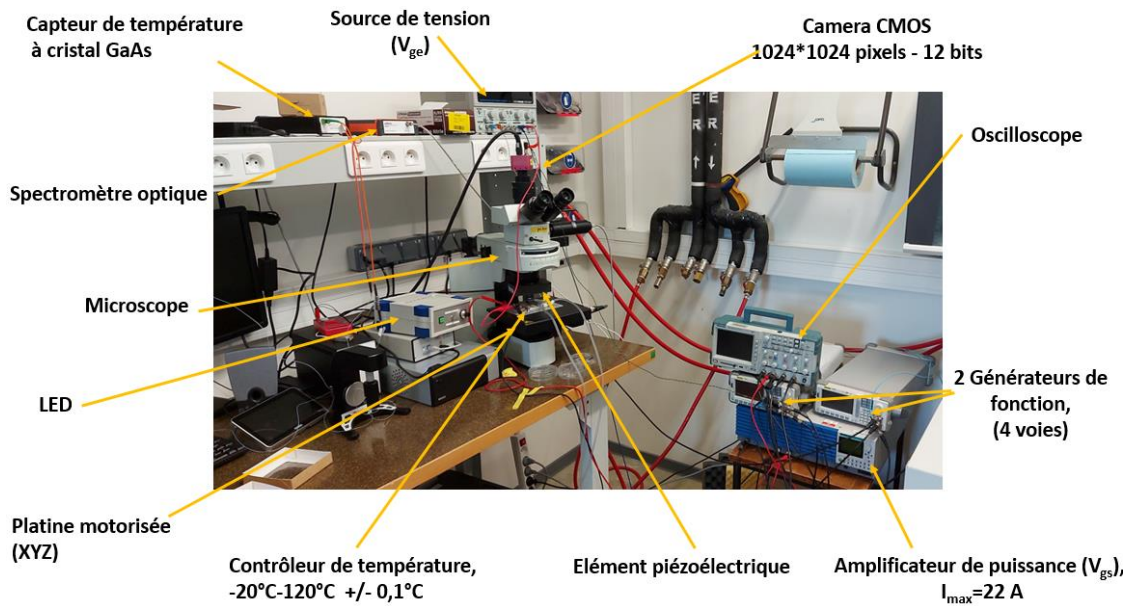 Capteur de température
à cristal GaAs
Source de tension
(Vge)
Camera CMOS
1024*1024 pixels - 12 bits
Oscilloscope
Spectromètre optique
Microscope
LED
2 Générateurs de
fonction,
(4 voies)
Platine motorisée
(XYZ)
Contrôleur de température,
-20°C-120°C +/- 0,1°C
Elément piézoélectrique
Amplificateur de puissance (Vgs),
Imax=22 A
E
R
E
R